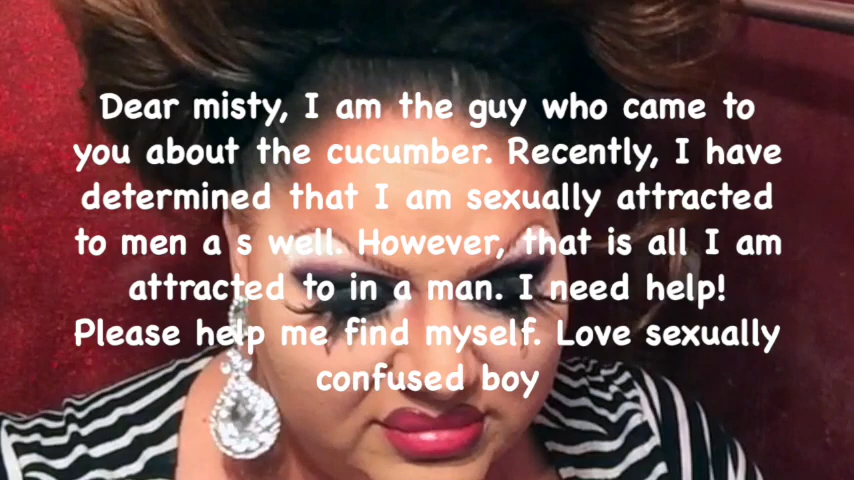 Dear misty, I am the guy who came to
you about the cucumber. Recently, I have
determined that I am sexually attracted
to men a s well. However, that is all I am
attracted to in a man. I need help!
Please help me find myself. Love sexually
confused boy